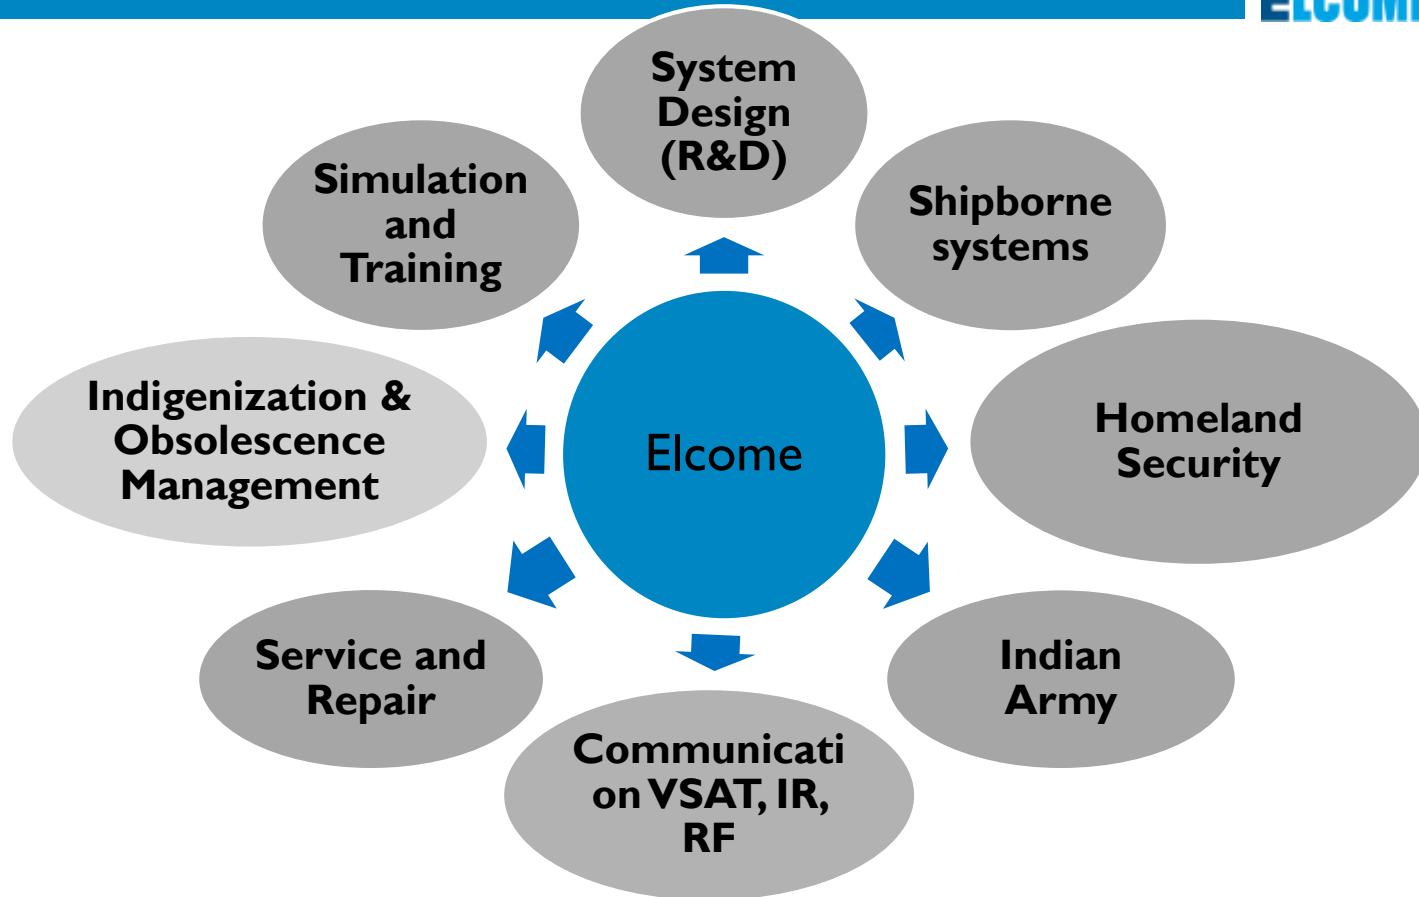 ELCOME
System
Design
(R&D)
Simulation
and
Training
Shipborne
systems
Indigenization &
Obsolescence
Management
Elcome
Homeland
Security
Service and
Repair
Indian
Army
Communicati
on VSAT, IR,
RF